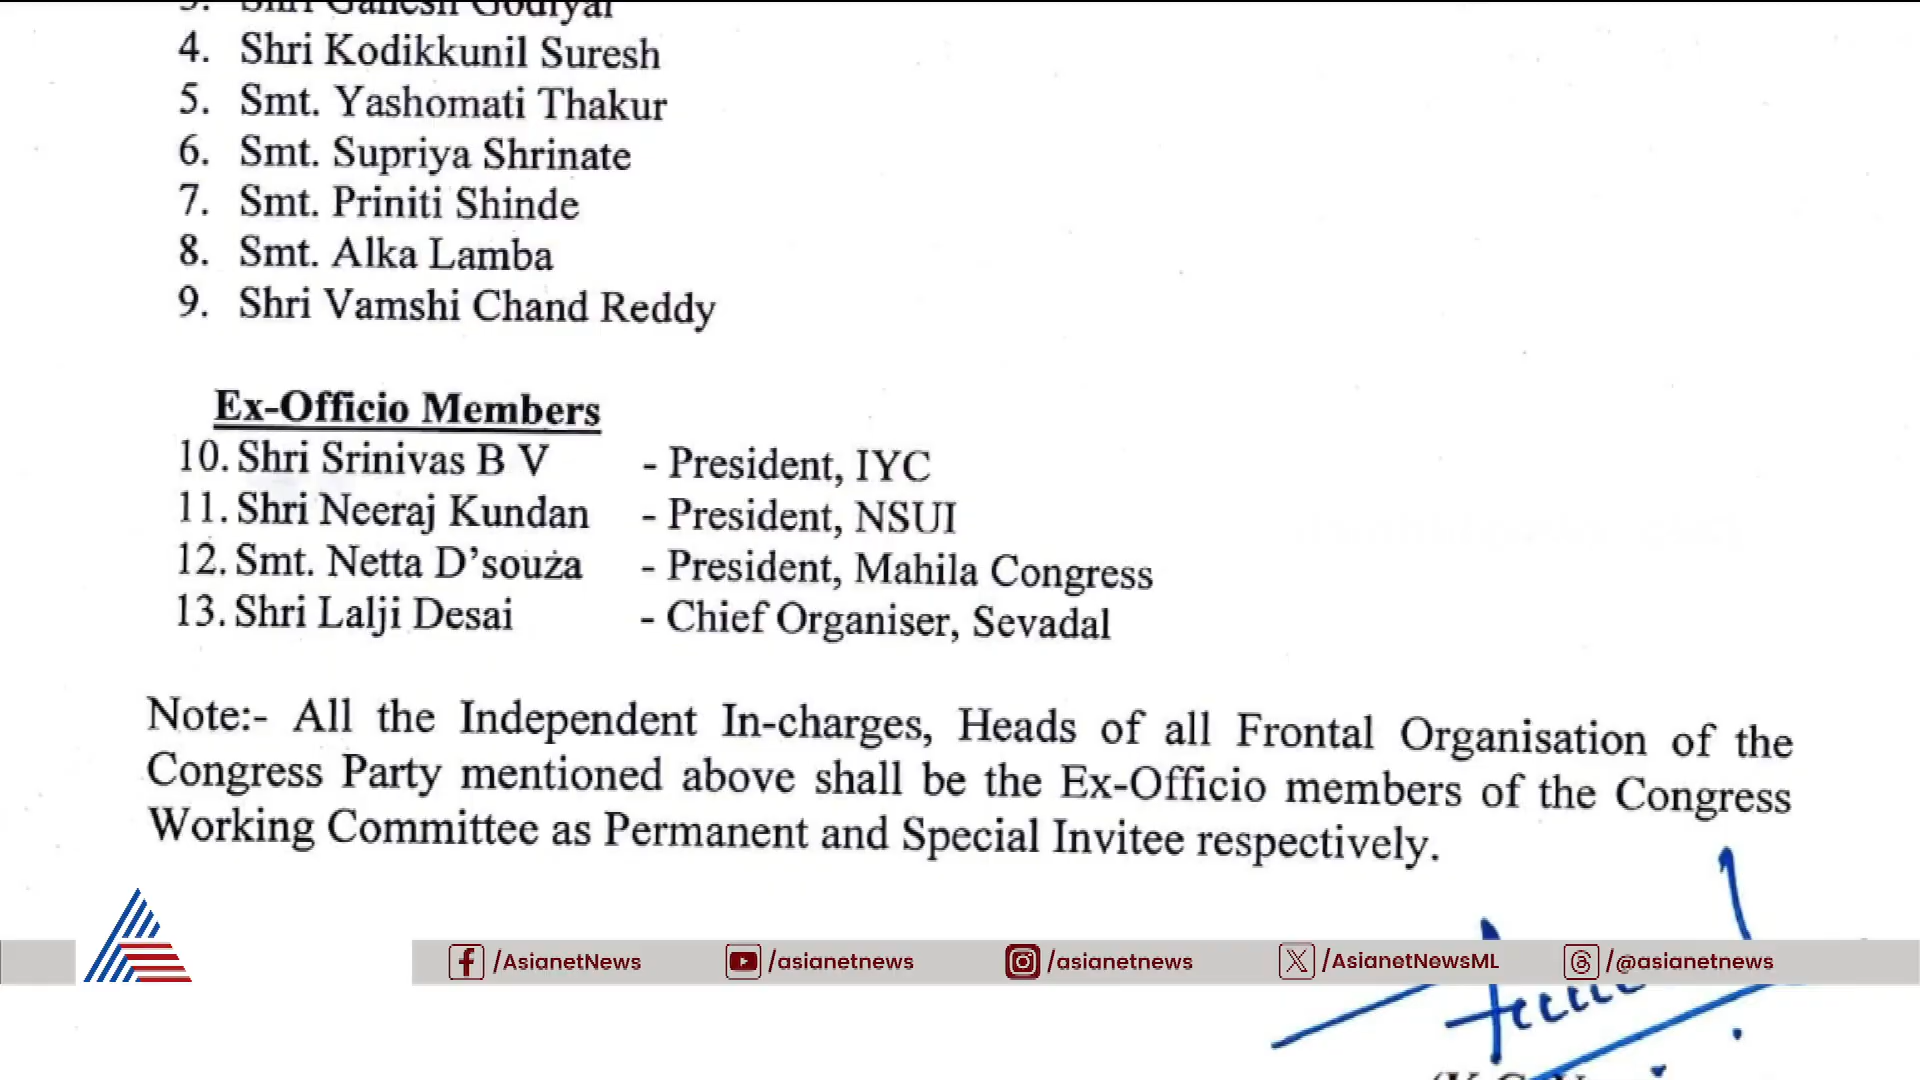 3. Shri Ganesh Godiyal
4. Shri Kodikkunil Suresh
5. Smt. Yashomati Thakur
6. Smt. Supriya Shrinate
7. Smt. Priniti Shinde
8. Smt. Alka Lamba
9. Shri Vamshi Chand Reddy
Ex-Officio Members
10. Shri Srinivas B V - President, IYC
11. Shri Neeraj Kundan - President, NSUI
12. Smt. Netta D’souza - President, Mahila Congress
13. Shri Lalji Desai - Chief Organiser, Sevadal
Note:- All the Independent In-charges, Heads of all Frontal Organisation of the
Congress Party mentioned above shall be the Ex-Officio members of the Congress
Working Committee as Permanent and Special Invitee respectively.
/AsianetNews /asianetnews /asianetnews /AsianetNewsML /@asianetnews